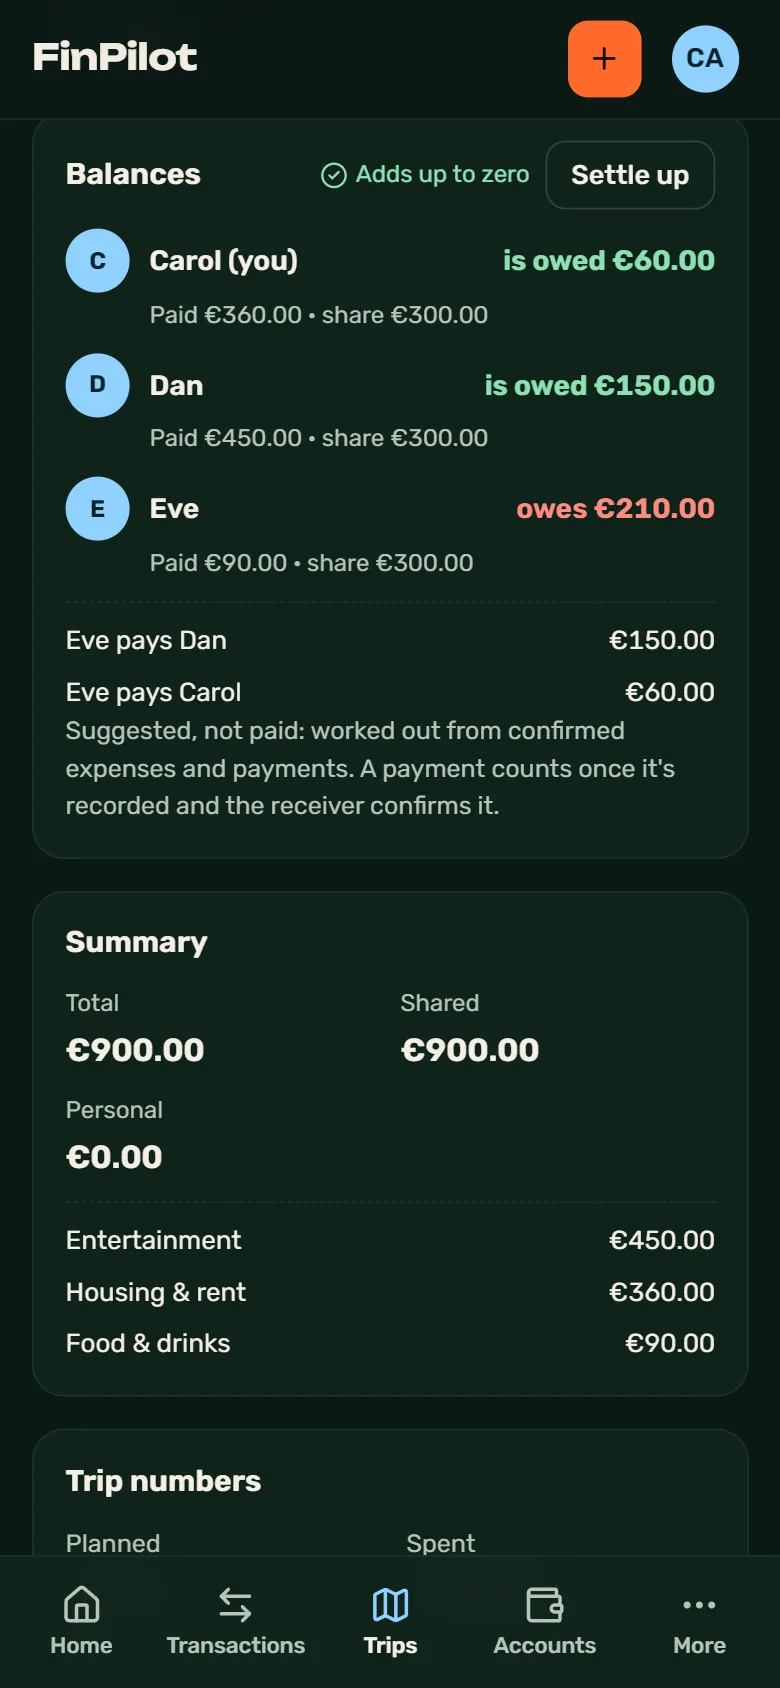 FinPilot
+
CA
Balances
Adds up to zero
Settle up
C
Carol (you)
is owed €60.00
Paid €360.00 • share €300.00
D
Dan
is owed €150.00
Paid €450.00 • share €300.00
E
Eve
owes €210.00
Paid €90.00 • share €300.00
Eve pays Dan
€150.00
Eve pays Carol
€60.00
Suggested, not paid: worked out from confirmed
expenses and payments. A payment counts once it's
recorded and the receiver confirms it.
Summary
Total
Shared
€900.00
€900.00
Personal
€0.00
Entertainment
€450.00
Housing & rent
€360.00
Food & drinks
€90.00
Trip numbers
Planned
Spent
Home
Transactions
Trips
Accounts
More